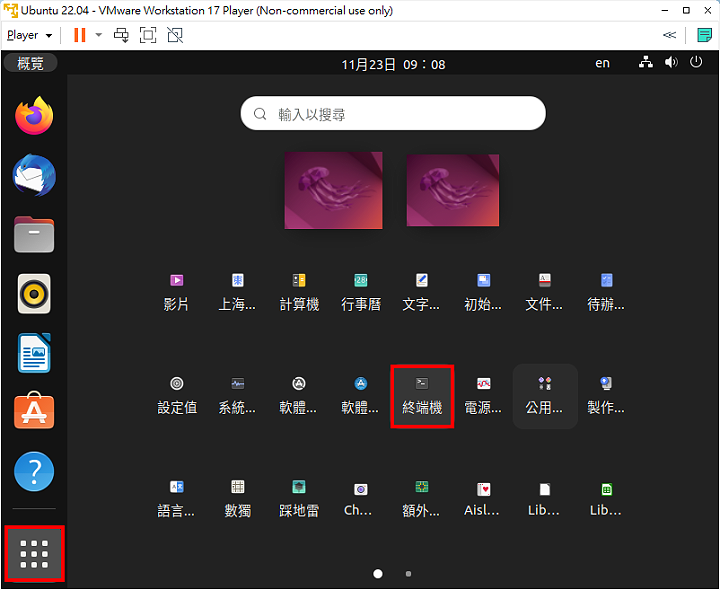 Ubuntu 22.04 - VMware Workstation 17 Player (Non-commercial use only)
Player
概覽
11月23日 09：08
en
輸入以搜尋
影片 上海... 計算機 行事曆 文字... 初始... 文件... 待辦...
設定值 系統... 軟體... 軟體... 終端機 電源... 公用... 製作...
語言... 數獨 踩地雷 Ch... 額外... Aisl... Lib... Lib...